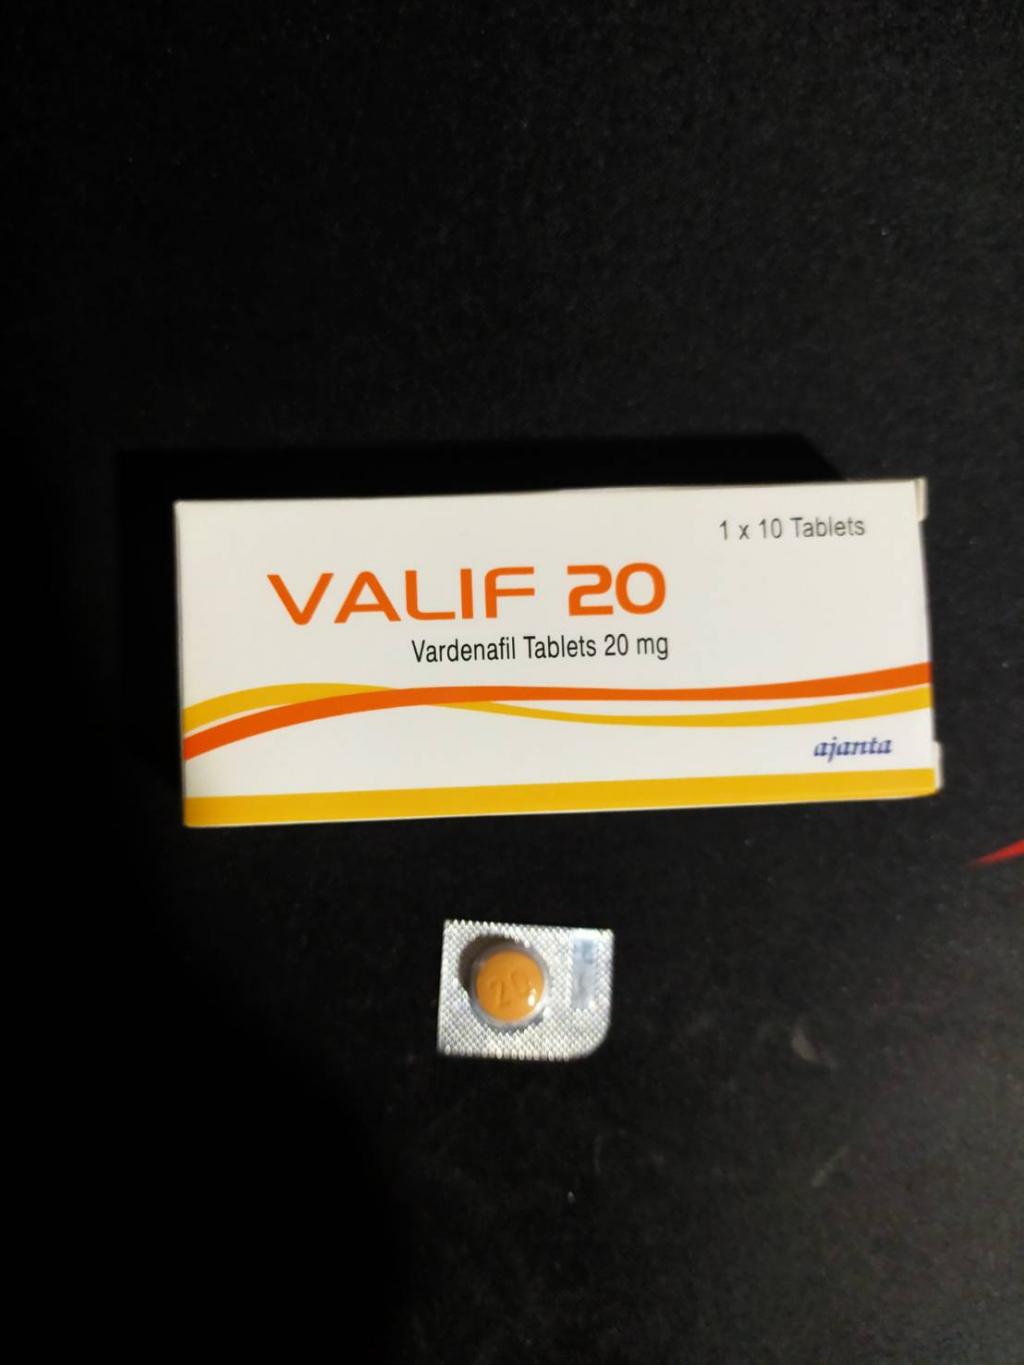 1 x 10 Tablets
VALIF 20
Vardenafil Tablets 20 mg
ajanta
20